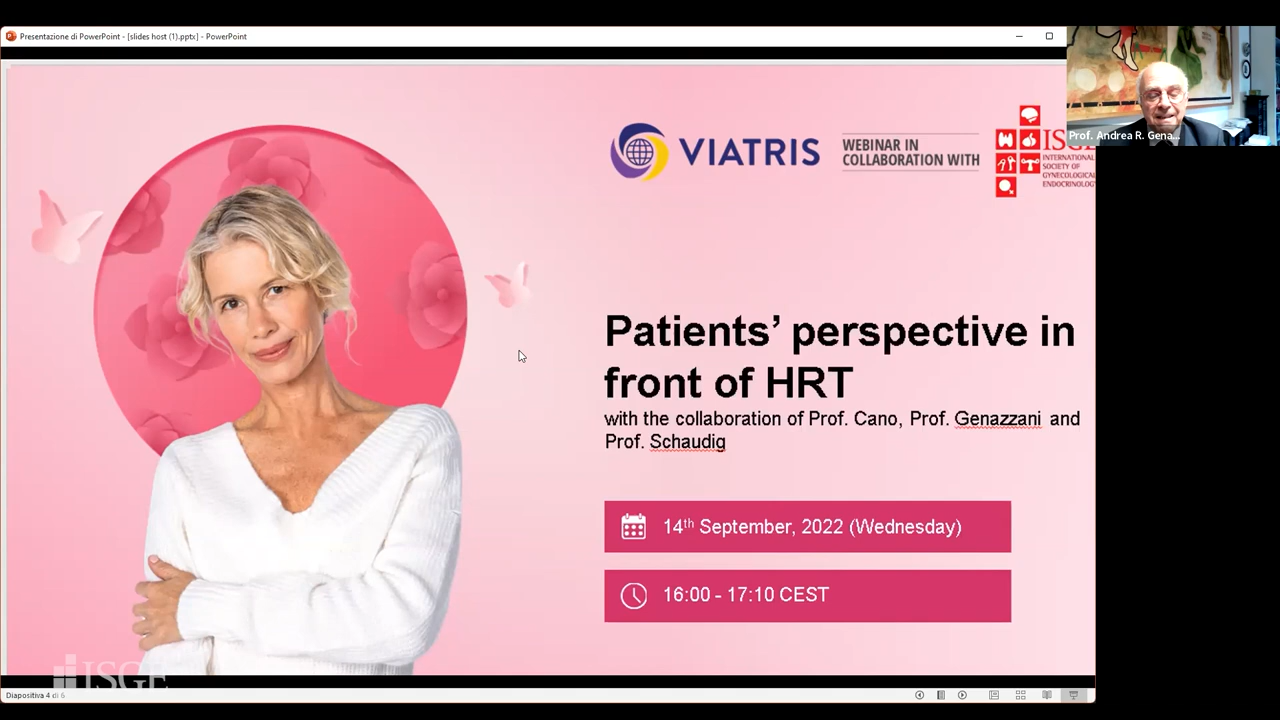 Presentazione di PowerPoint - [slides host (1).pptx] - PowerPoint
VIATRIS
WEBINAR IN
COLLABORATION WITH
ISGE
INTERNATIONAL
SOCIETY OF
GYNECOLOGICAL
ENDOCRINOLOGY
Prof. Andrea R. Gena...
Patients' perspective in
front of HRT
with the collaboration of Prof. Cano, Prof. Genazzani and
Prof. Schaudig
14th September, 2022 (Wednesday)
16:00 - 17:10 CEST
ISGE
Diapositiva 4 di 6